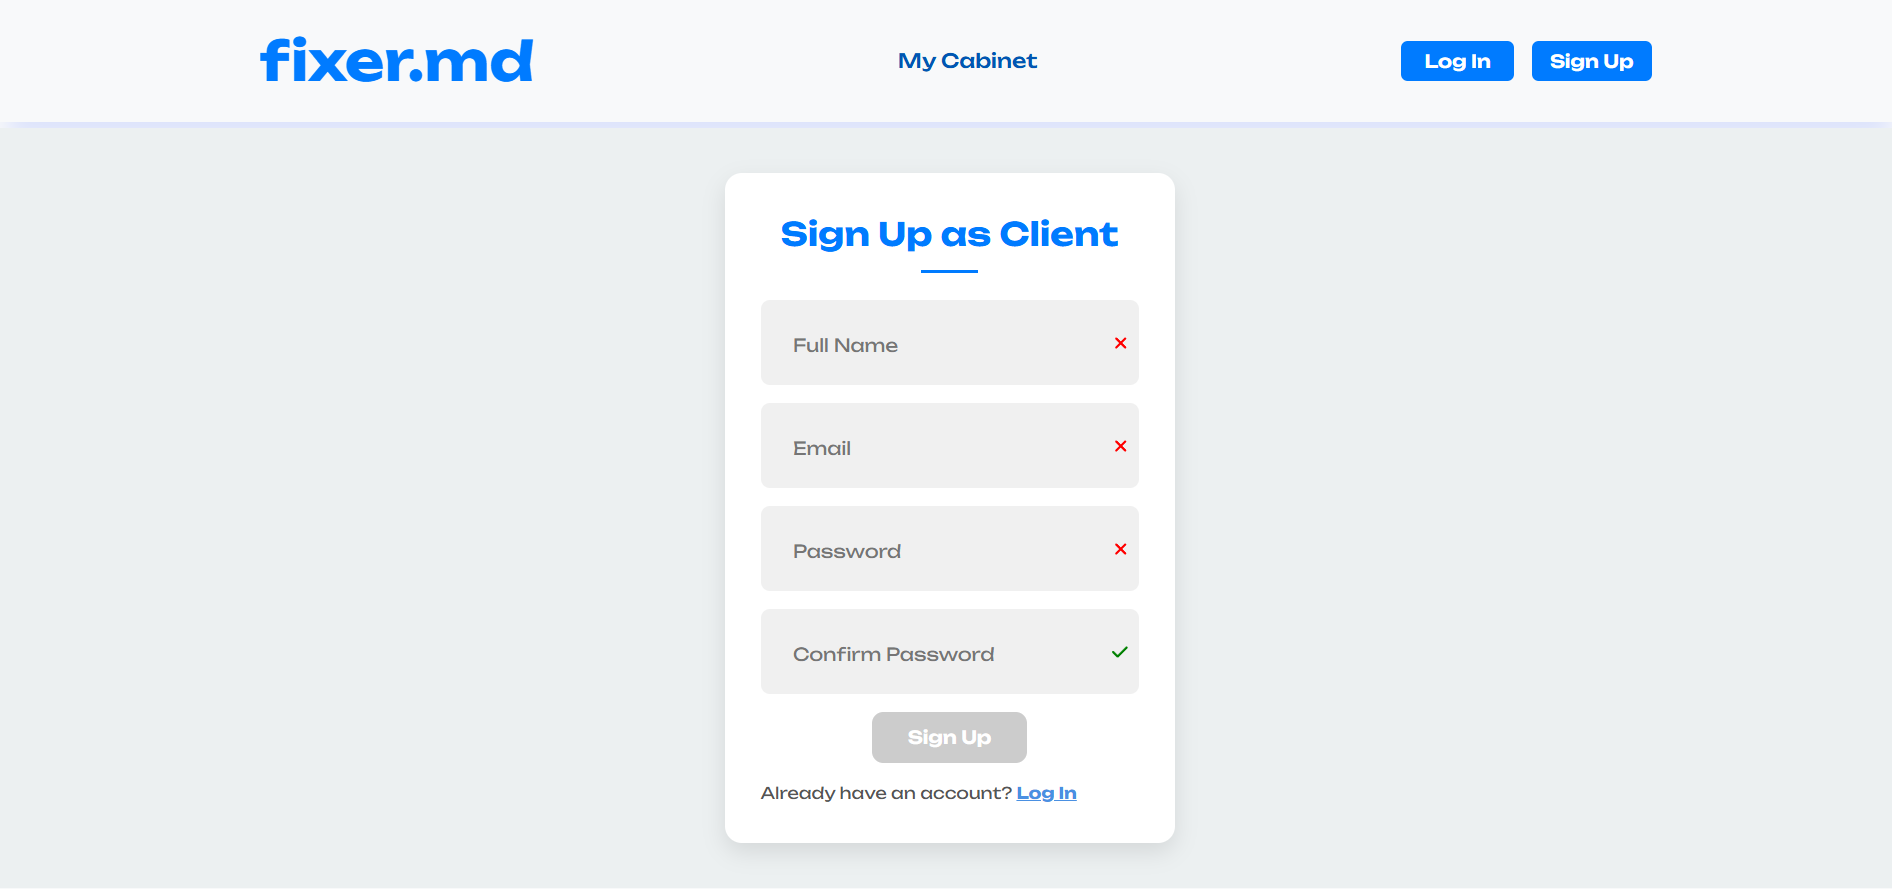 fixer.md
My Cabinet
Log In
Sign Up
Sign Up as Client
Full Name
Email
Password
Confirm Password
Sign Up
Already have an account? Log In